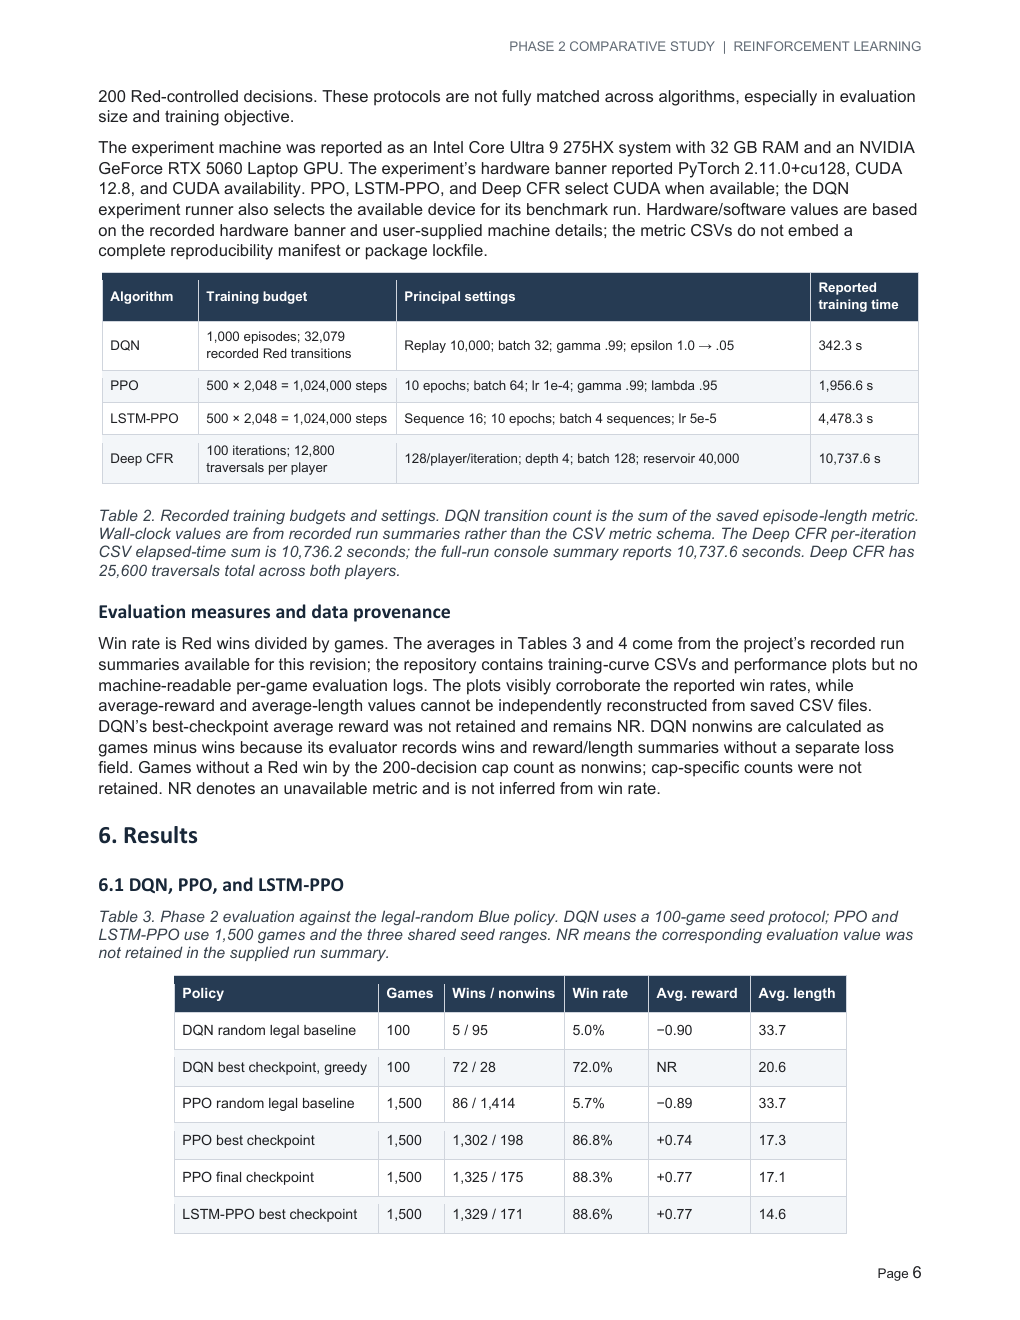 PHASE 2 COMPARATIVE STUDY | REINFORCEMENT LEARNING
200 Red-controlled decisions. These protocols are not fully matched across algorithms, especially in evaluation
size and training objective.
The experiment machine was reported as an Intel Core Ultra 9 275HX system with 32 GB RAM and an NVIDIA
GeForce RTX 5060 Laptop GPU. The experiment’s hardware banner reported PyTorch 2.11.0+cu128, CUDA
12.8, and CUDA availability. PPO, LSTM-PPO, and Deep CFR select CUDA when available; the DQN
experiment runner also selects the available device for its benchmark run. Hardware/software values are based
on the recorded hardware banner and user-supplied machine details; the metric CSVs do not embed a
complete reproducibility manifest or package lockfile.
Algorithm Training budget Principal settings Reported training time
DQN 1,000 episodes; 32,079 recorded Red transitions Replay 10,000; batch 32; gamma .99; epsilon 1.0 → .05 342.3 s
PPO 500 × 2,048 = 1,024,000 steps 10 epochs; batch 64; lr 1e-4; gamma .99; lambda .95 1,956.6 s
LSTM-PPO 500 × 2,048 = 1,024,000 steps Sequence 16; 10 epochs; batch 4 sequences; lr 5e-5 4,478.3 s
Deep CFR 100 iterations; 12,800 traversals per player 128/player/iteration; depth 4; batch 128; reservoir 40,000 10,737.6 s
Table 2. Recorded training budgets and settings. DQN transition count is the sum of the saved episode-length metric.
Wall-clock values are from recorded run summaries rather than the CSV metric schema. The Deep CFR per-iteration
CSV elapsed-time sum is 10,736.2 seconds; the full-run console summary reports 10,737.6 seconds. Deep CFR has
25,600 traversals total across both players.
Evaluation measures and data provenance
Win rate is Red wins divided by games. The averages in Tables 3 and 4 come from the project’s recorded run
summaries available for this revision; the repository contains training-curve CSVs and performance plots but no
machine-readable per-game evaluation logs. The plots visibly corroborate the reported win rates, while
average-reward and average-length values cannot be independently reconstructed from saved CSV files.
DQN’s best-checkpoint average reward was not retained and remains NR. DQN nonwins are calculated as
games minus wins because its evaluator records wins and reward/length summaries without a separate loss
field. Games without a Red win by the 200-decision cap count as nonwins; cap-specific counts were not
retained. NR denotes an unavailable metric and is not inferred from win rate.
6. Results
6.1 DQN, PPO, and LSTM-PPO
Table 3. Phase 2 evaluation against the legal-random Blue policy. DQN uses a 100-game seed protocol; PPO and
LSTM-PPO use 1,500 games and the three shared seed ranges. NR means the corresponding evaluation value was
not retained in the supplied run summary.
Policy Games Wins / nonwins Win rate Avg. reward Avg. length
DQN random legal baseline 100 5 / 95 5.0% −0.90 33.7
DQN best checkpoint, greedy 100 72 / 28 72.0% NR 20.6
PPO random legal baseline 1,500 86 / 1,414 5.7% −0.89 33.7
PPO best checkpoint 1,500 1,302 / 198 86.8% +0.74 17.3
PPO final checkpoint 1,500 1,325 / 175 88.3% +0.77 17.1
LSTM-PPO best checkpoint 1,500 1,329 / 171 88.6% +0.77 14.6
Page 6